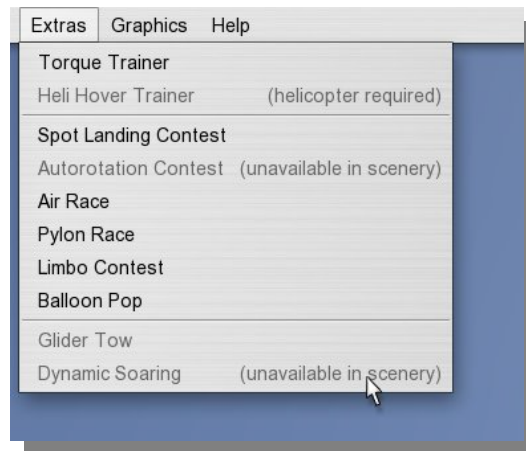 Extras Graphics Help
Torque Trainer
Heli Hover Trainer (helicopter required)
Spot Landing Contest
Autorotation Contest (unavailable in scenery)
Air Race
Pylon Race
Limbo Contest
Balloon Pop
Glider Tow
Dynamic Soaring (unavailable in scenery)